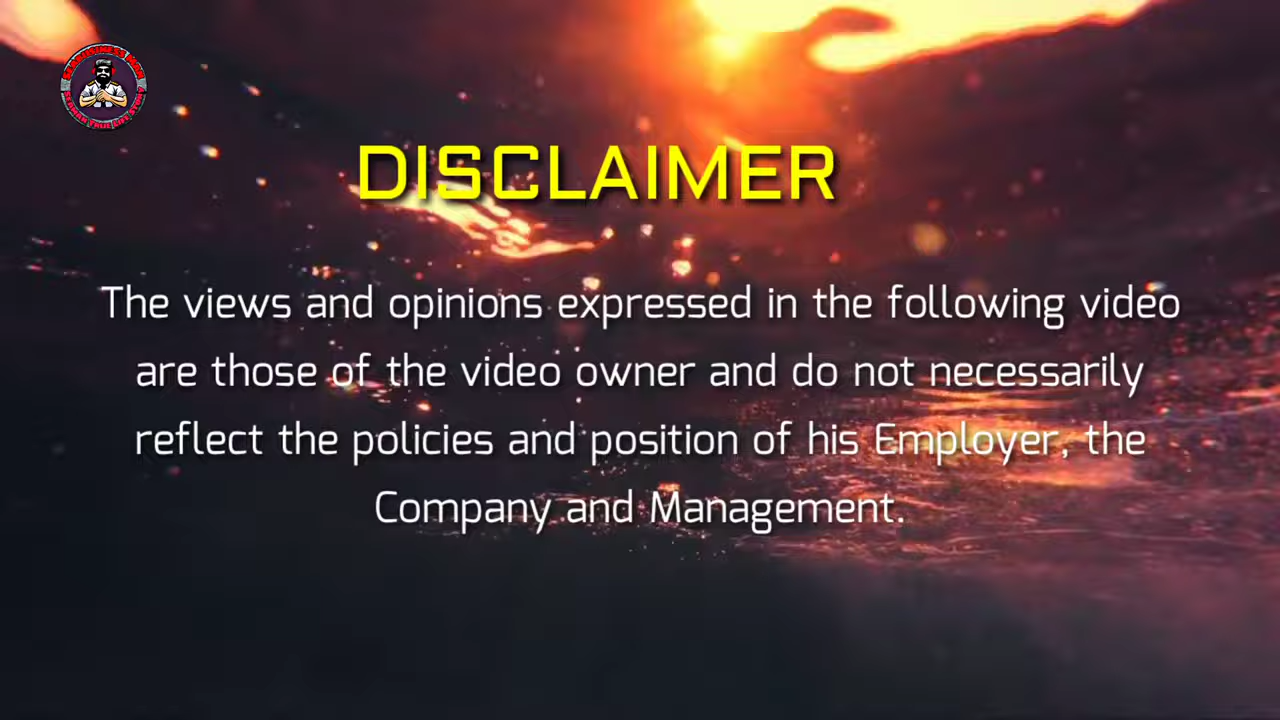 DISCLAIMER
The views and opinions expressed in the following video
are those of the video owner and do not necessarily
reflect the policies and position of his Employer, the
Company and Management.